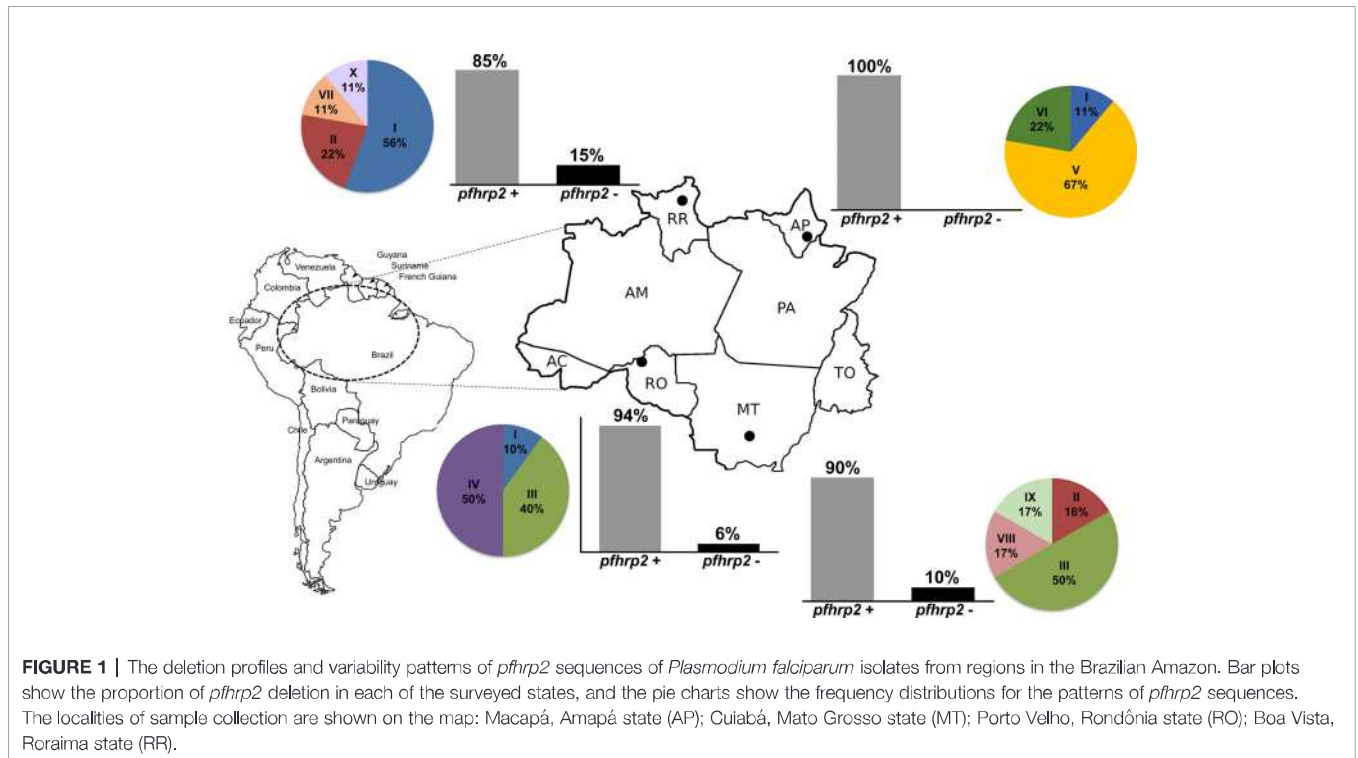 X
11%
VII
11%
II
22%
I
56%
85%
15%
pfhrp2 +
pfhrp2 -
100%
pfhrp2 +
pfhrp2 -
VI
22%
I
11%
V
67%
Guyana
Suriname
French Guiana
Venezuela
Colombia
Ecuador
Peru
Brazil
Bolivia
Paraguay
Chile
Argentina
Uruguay
RR
AP
AM
PA
AC
RO
TO
MT
I
10%
IV
50%
III
40%
94%
6%
pfhrp2 +
pfhrp2 -
90%
10%
pfhrp2 +
pfhrp2 -
IX
17%
II
16%
VIII
17%
III
50%
FIGURE 1 | The deletion profiles and variability patterns of pfhrp2 sequences of Plasmodium falciparum isolates from regions in the Brazilian Amazon. Bar plots
show the proportion of pfhrp2 deletion in each of the surveyed states, and the pie charts show the frequency distributions for the patterns of pfhrp2 sequences.
The localities of sample collection are shown on the map: Macapá, Amapá state (AP); Cuiabá, Mato Grosso state (MT); Porto Velho, Rondônia state (RO); Boa Vista,
Roraima state (RR).